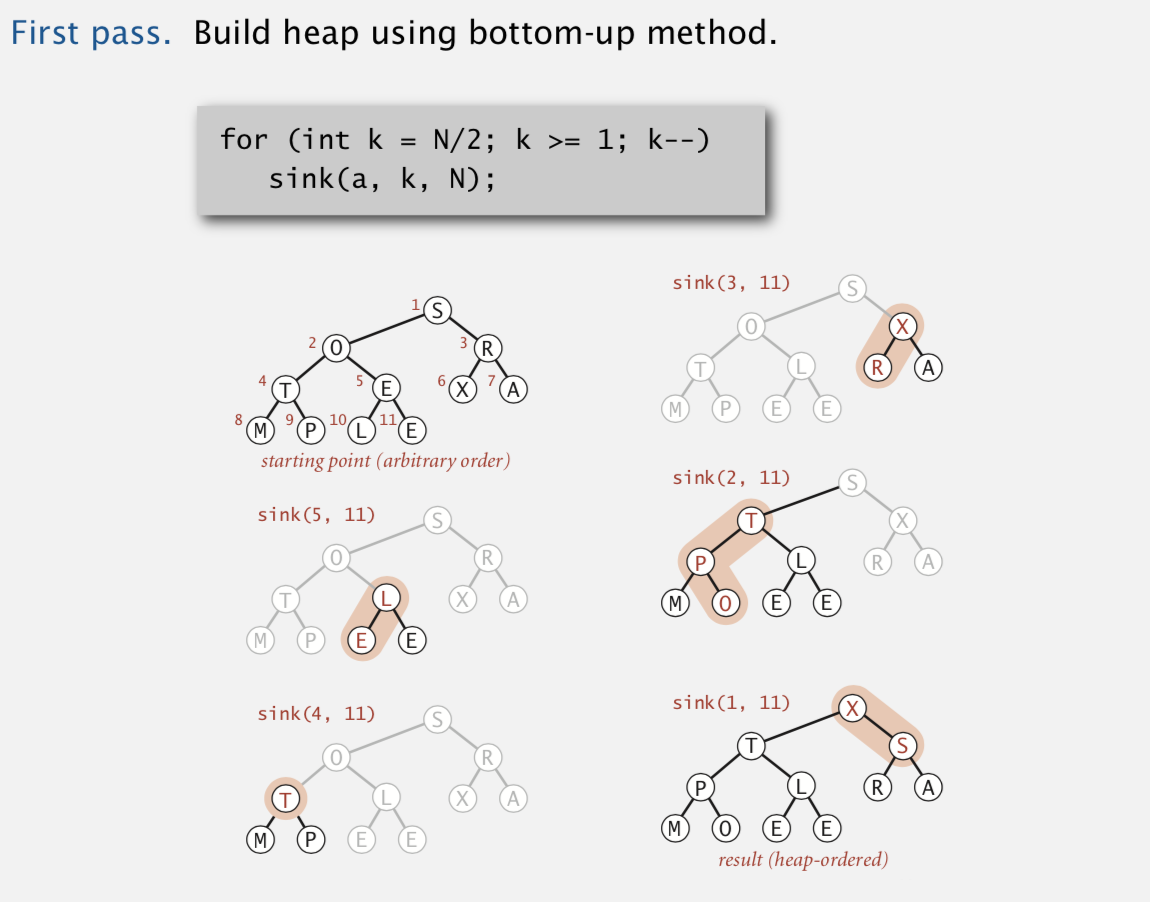 First pass. Build heap using bottom-up method.
for (int k = N/2; k >= 1; k--)
sink(a, k, N);
1 S
2 O 3 R
4 T 5 E 6 X 7 A
8 M 9 P 10 L 11 E
starting point (arbitrary order)
sink(5, 11)
S
O R
T L X A
M P E E
sink(4, 11)
S
O R
T L X A
M P E E
sink(3, 11)
S
O X
T L R A
M P E E
sink(2, 11)
S
T X
P L R A
M O E E
sink(1, 11)
X
T S
P L R A
M O E E
result (heap-ordered)